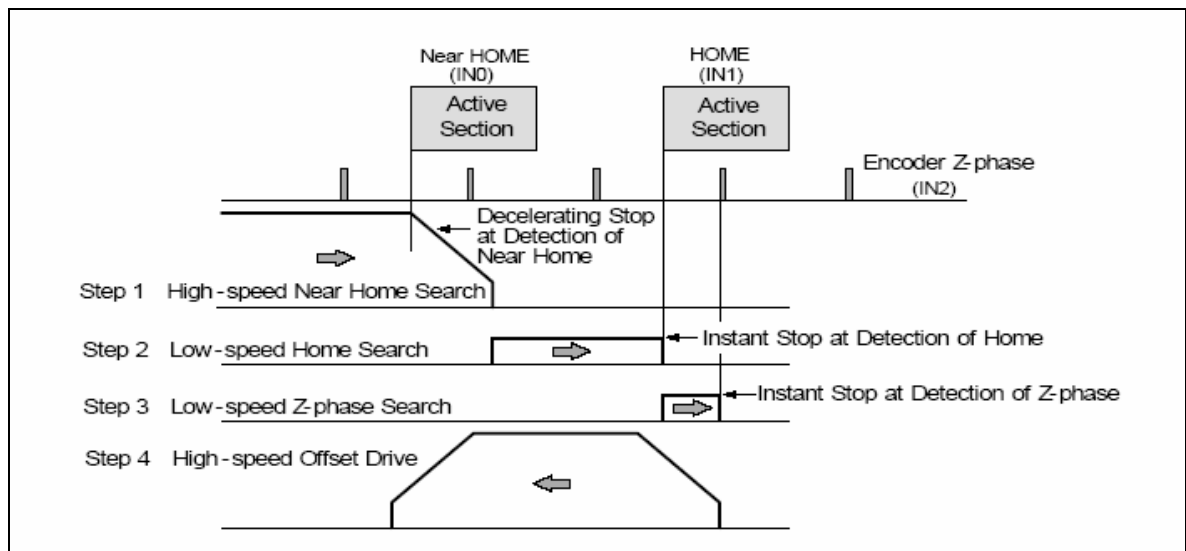 Near HOME
(IN0)
HOME
(IN1)
Active
Section
Active
Section
Encoder Z-phase
(IN2)
Decelerating Stop
at Detection of
Near Home
Step 1 High-speed Near Home Search
Step 2 Low-speed Home Search
Instant Stop at Detection of Home
Step 3 Low-speed Z-phase Search
Instant Stop at Detection of Z-phase
Step 4 High-speed Offset Drive